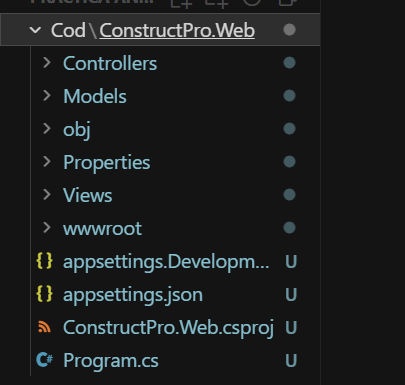 Cod\ConstructPro.Web
Controllers
Models
obj
Properties
Views
wwwroot
{} appsettings.Developm... U
{} appsettings.json U
ConstructPro.Web.csproj U
C# Program.cs U